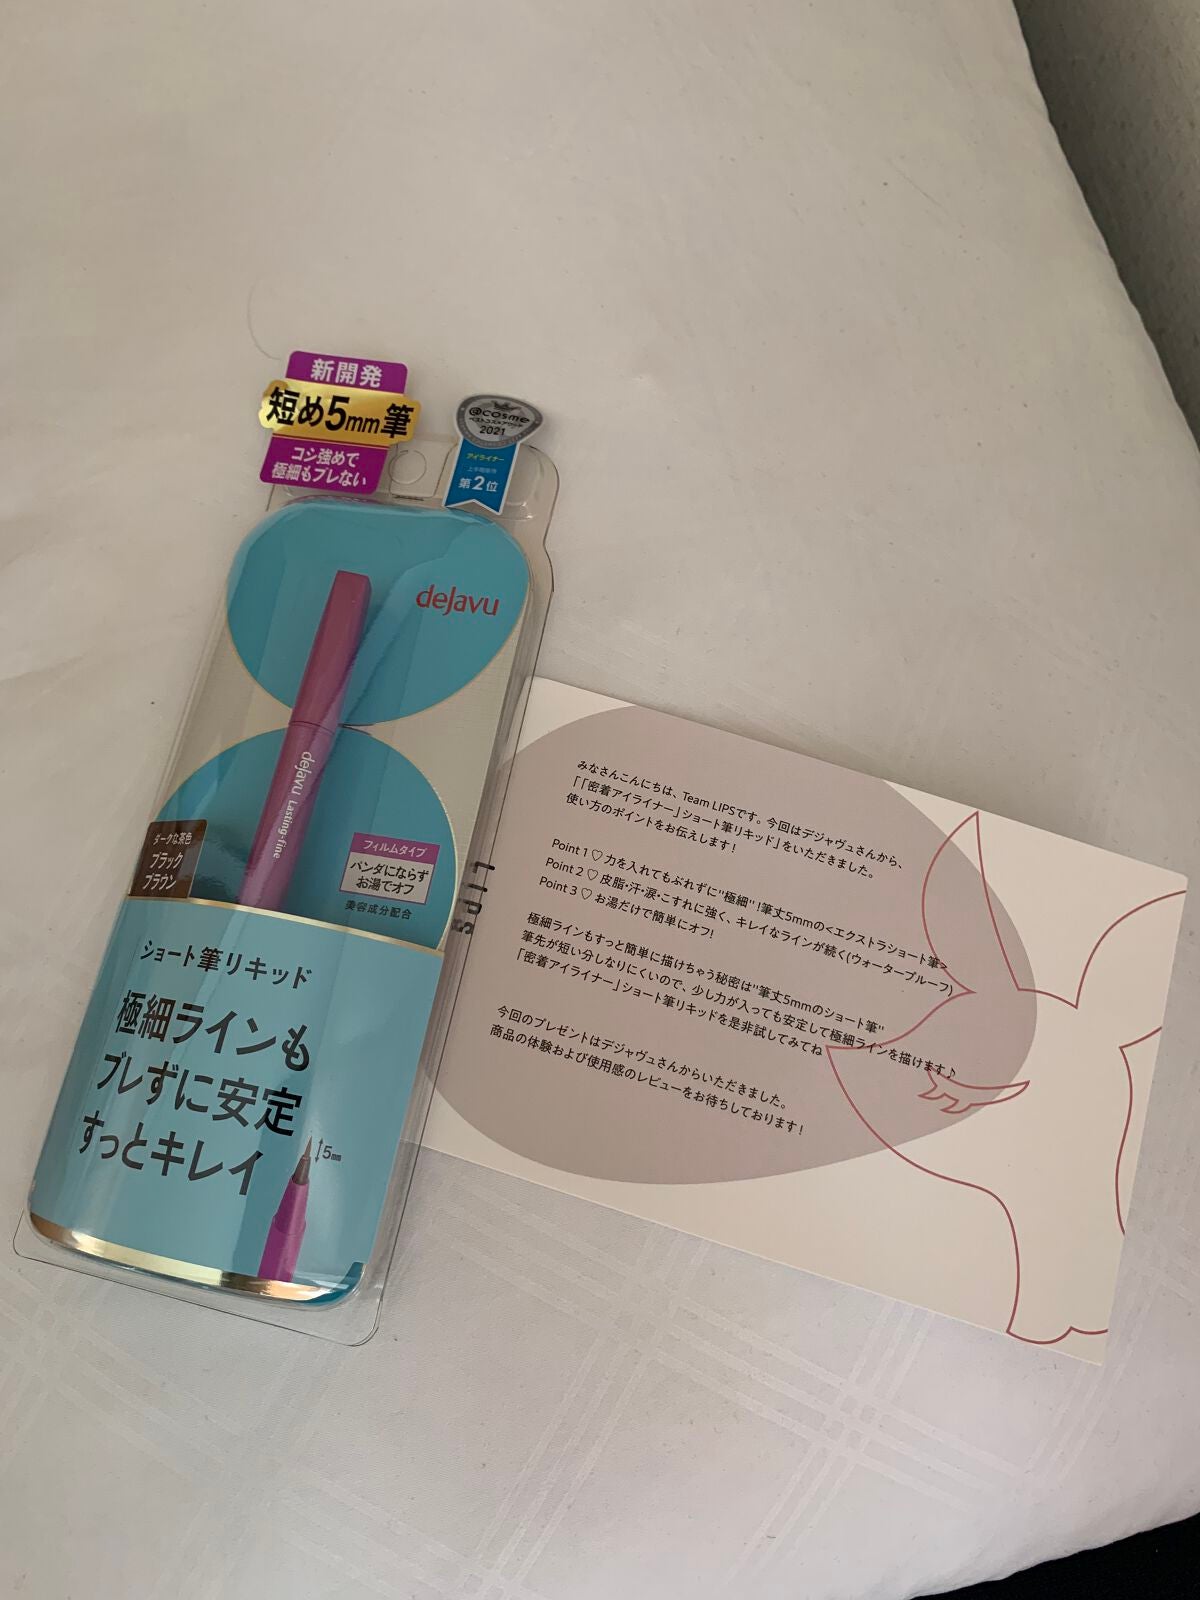 新開発
短め5mm筆
コシ強めで
極細もブレない
@cosme
ベストコスメアワード
2021
アイライナー
上半期新作
第2位
dejavu
dejavu Lasting-fine
ダークな茶色
ブラック
ブラウン
フィルムタイプ
パンダにならず
お湯でオフ
美容成分配合
ショート筆リキッド
極細ラインも
ブレずに安定
すっとキレイ
5mm
LIPS
みなさんこんにちは、Team LIPSです。今回はデジャヴュさんから、
「「密着アイライナー」ショート筆リキッド」をいただきました。
使い方のポイントをお伝えします！
Point 1 ♡ 力を入れてもぶれずに"極細"！筆丈5mmの<エクストラショート筆>
Point 2 ♡ 皮脂・汗・涙・こすれに強く、キレイなラインが続く(ウォータープルーフ)
Point 3 ♡ お湯だけで簡単にオフ!
極細ラインもすっと簡単に描けちゃう秘密は"筆丈5mmのショート筆"
筆先が短い分しなりにくいので、少し力が入っても安定して極細ラインを描けます♪
「密着アイライナー」ショート筆リキッドを是非試してみてね
今回のプレゼントはデジャヴュさんからいただきました。
商品の体験および使用感のレビューをお待ちしております！